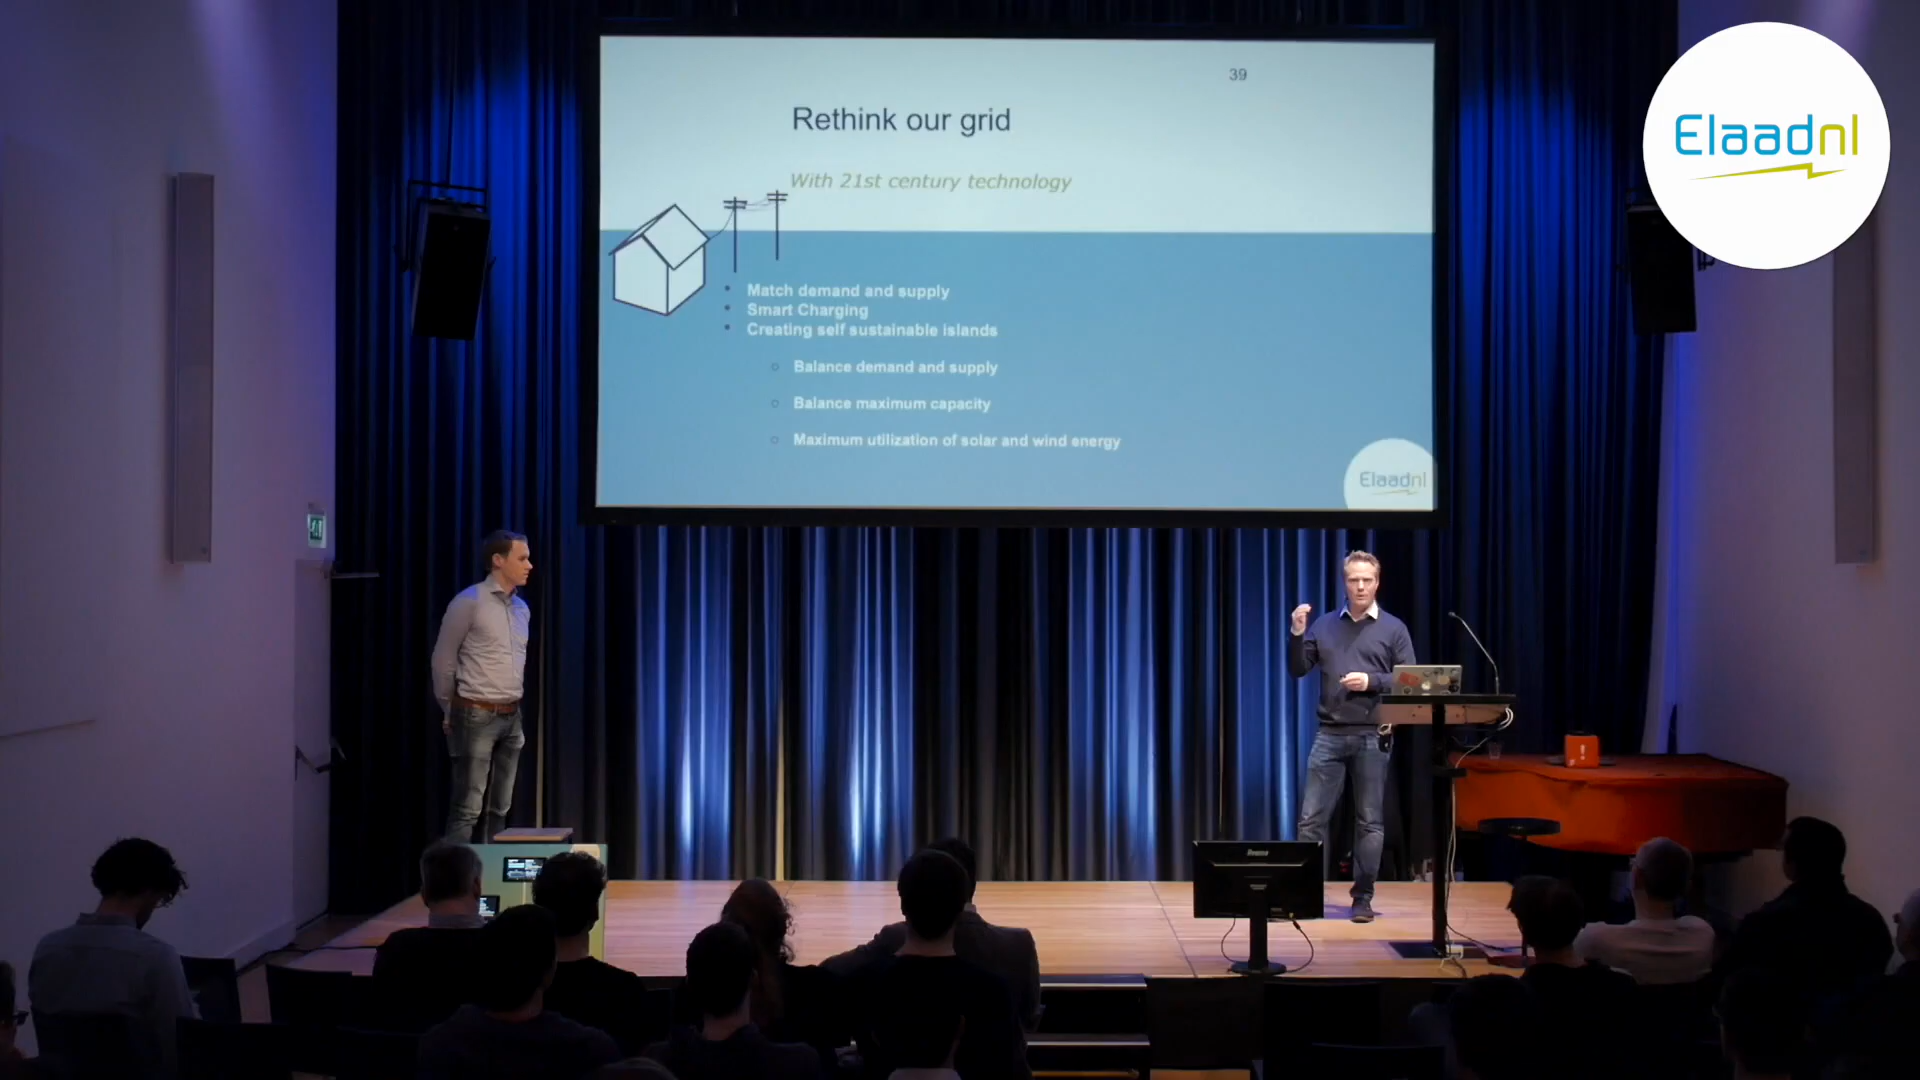 39
Rethink our grid
With 21st century technology
• Match demand and supply
• Smart Charging
• Creating self sustainable islands
○ Balance demand and supply
○ Balance maximum capacity
○ Maximum utilization of solar and wind energy
Elaadnl
Elaadnl